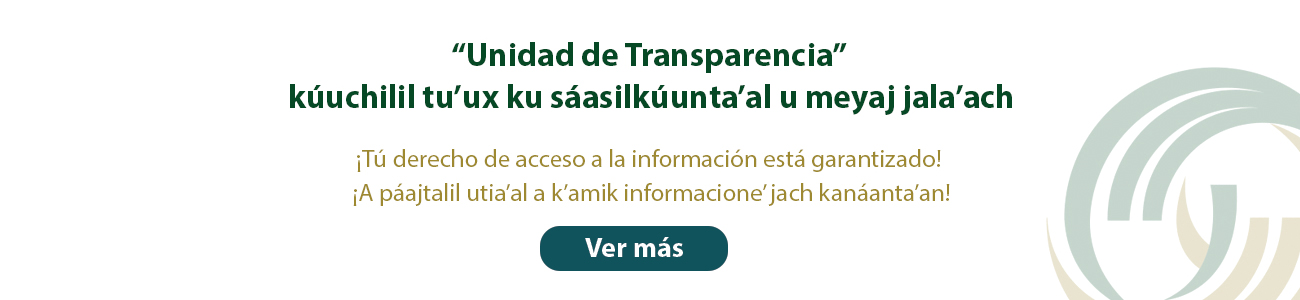 “Unidad de Transparencia”
kúuchilil tu’ux ku sáasilkúunta’al u meyaj jala’ach
¡Tú derecho de acceso a la información está garantizado!
¡A páajtalil utia’al a k’amik informacione’ jach kanáanta’an!
Ver más